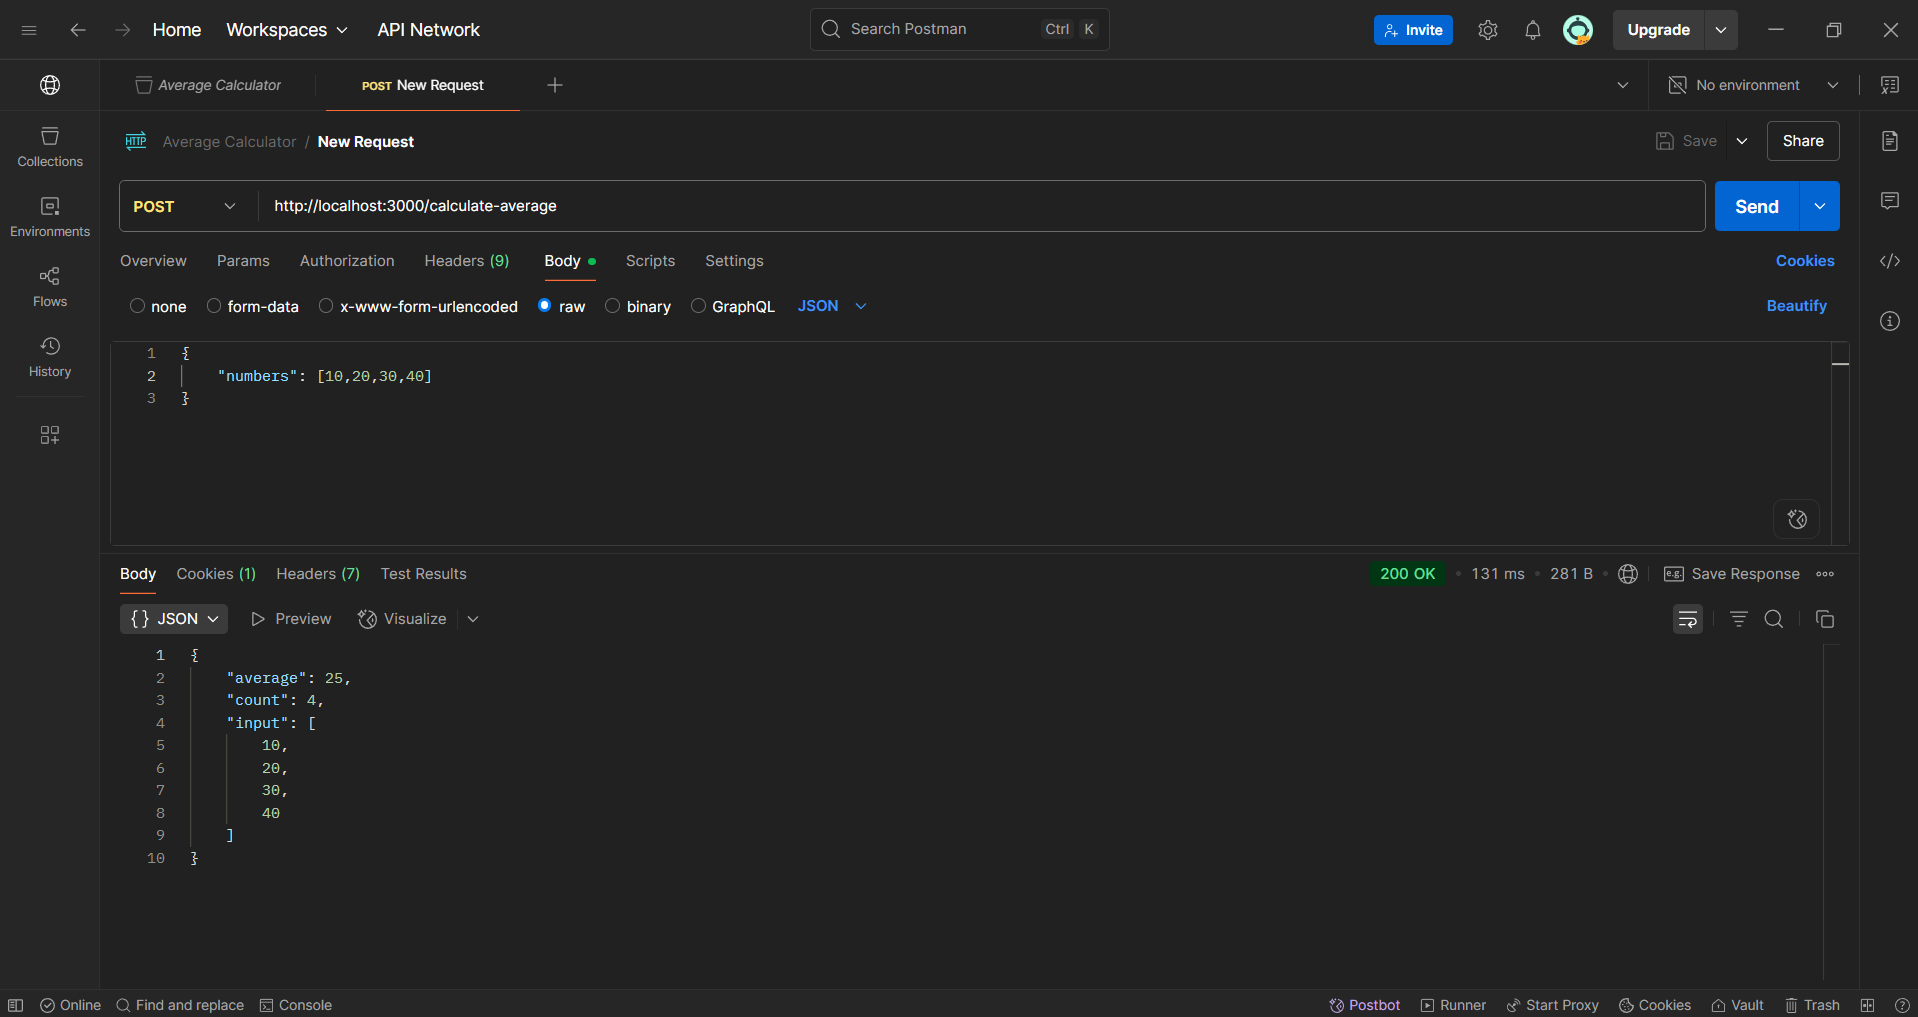 Home Workspaces API Network Search Postman Ctrl K Invite Upgrade
Average Calculator POST New Request No environment
HTTP Average Calculator / New Request Save Share
Collections
Environments
Flows
History
POST http://localhost:3000/calculate-average Send
Overview Params Authorization Headers (9) Body Scripts Settings Cookies
none form-data x-www-form-urlencoded raw binary GraphQL JSON Beautify
1 {
2 "numbers": [10,20,30,40]
3 }
Body Cookies (1) Headers (7) Test Results 200 OK • 131 ms • 281 B • e.g. Save Response
{} JSON Preview Visualize
1 {
2 "average": 25,
3 "count": 4,
4 "input": [
5 10,
6 20,
7 30,
8 40
9 ]
10 }
Online Find and replace Console Postbot Runner Start Proxy Cookies Vault Trash